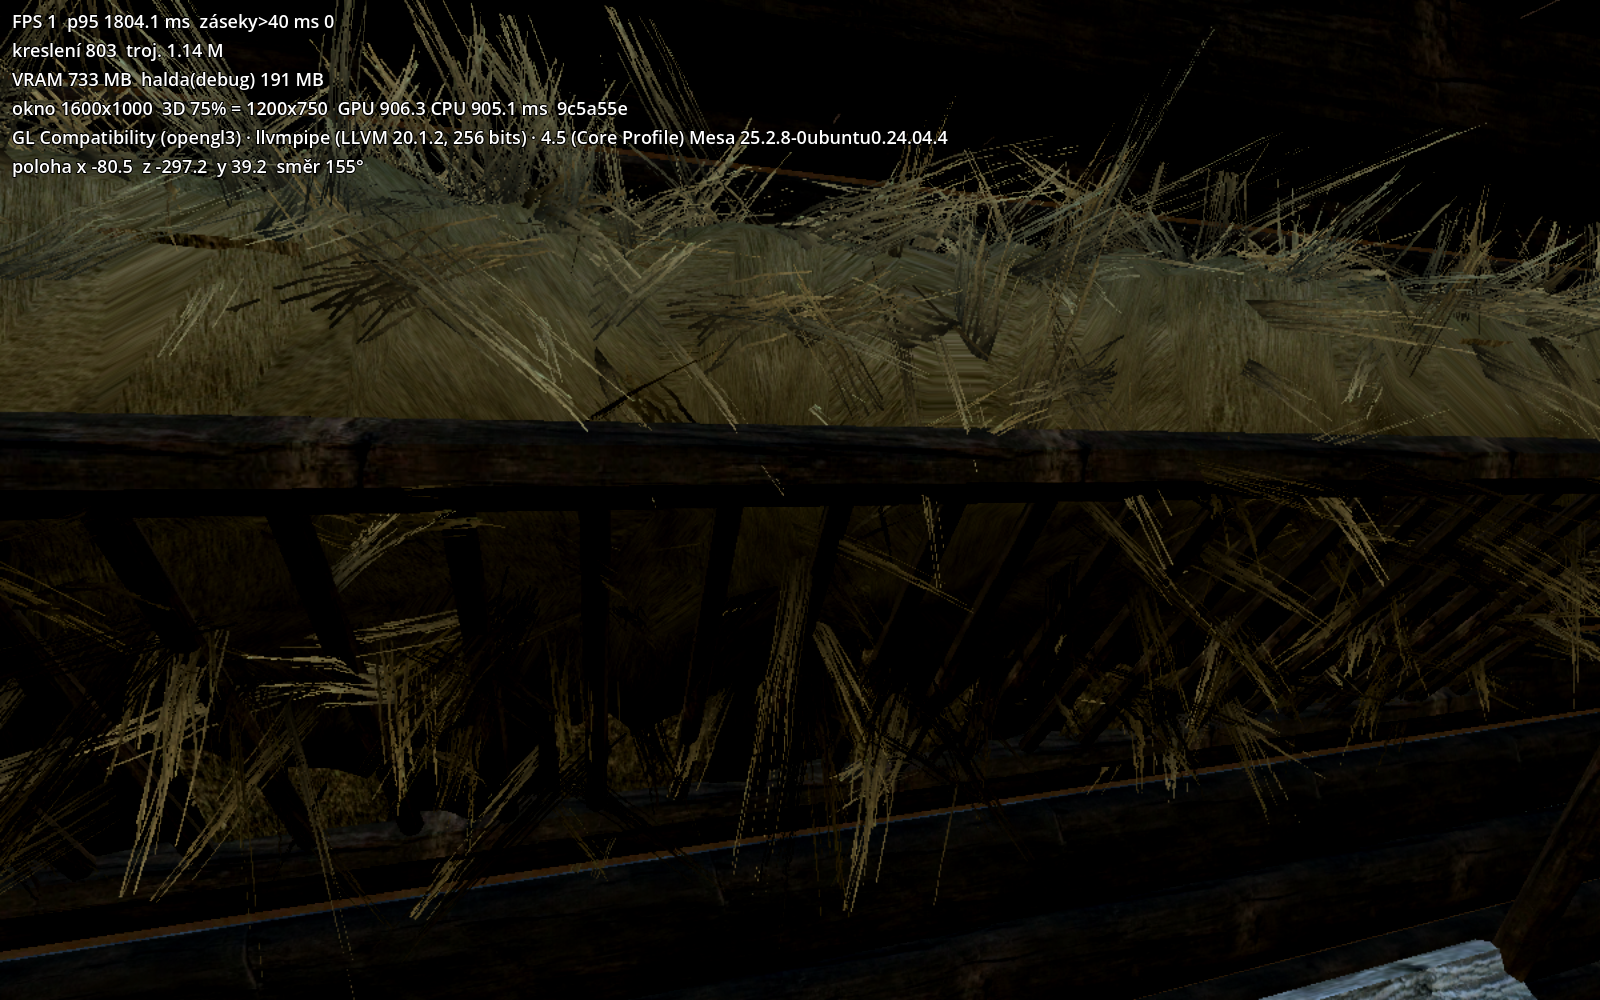 FPS 1  p95 1804.1 ms  záseky>40 ms 0
kreslení 803  troj. 1.14 M
VRAM 733 MB  halda(debug) 191 MB
okno 1600x1000  3D 75% = 1200x750  GPU 906.3 CPU 905.1 ms  9c5a55e
GL Compatibility (opengl3) · llvmpipe (LLVM 20.1.2, 256 bits) · 4.5 (Core Profile) Mesa 25.2.8-0ubuntu0.24.04.4
poloha x -80.5  z -297.2  y 39.2  směr 155°